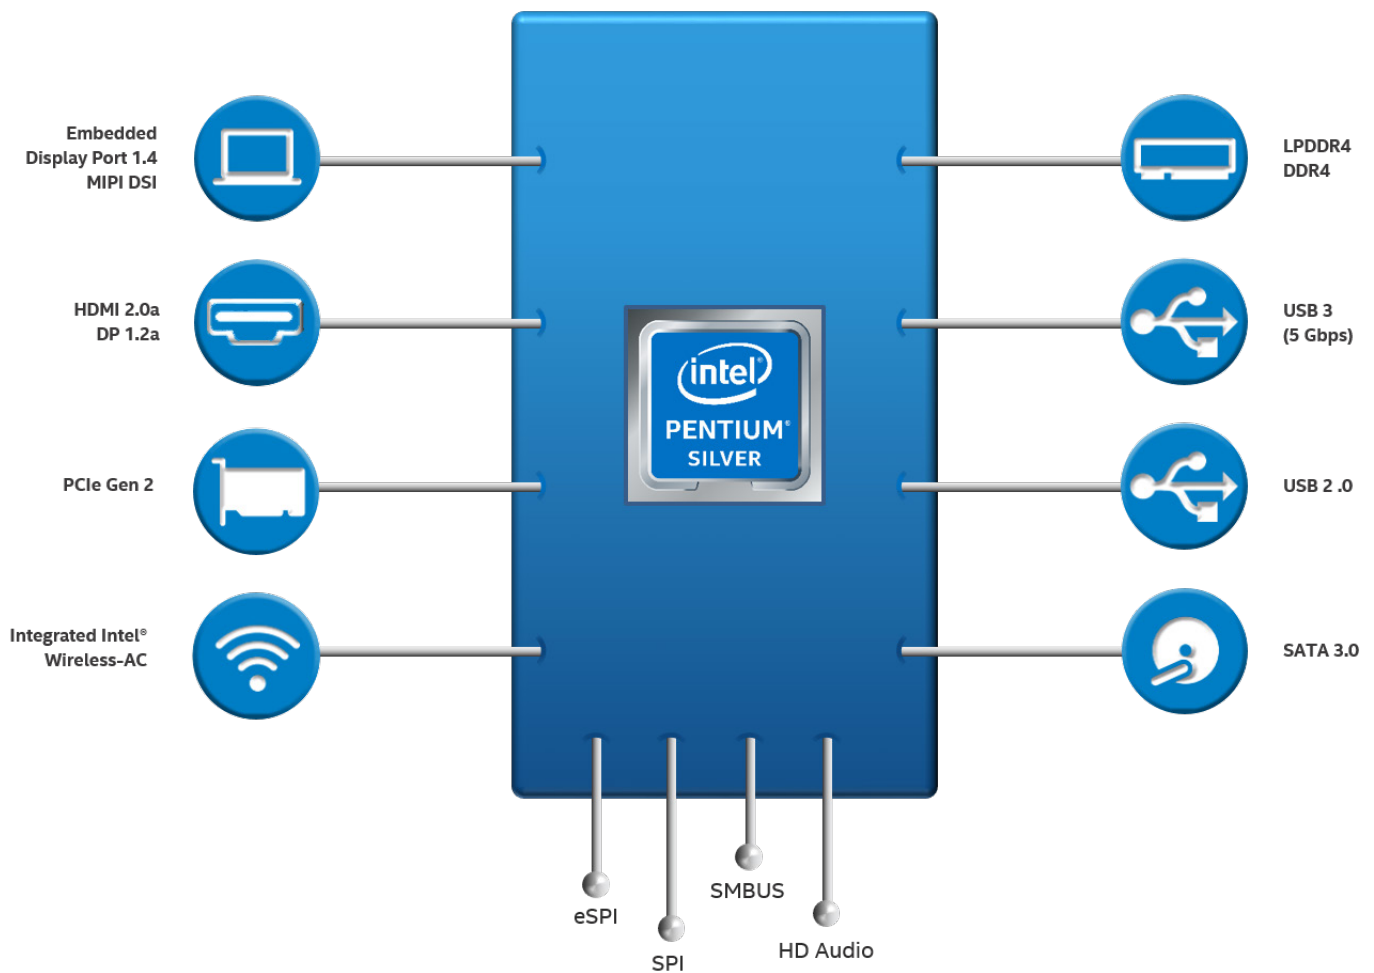 Embedded
Display Port 1.4
MIPI DSI
HDMI 2.0a
DP 1.2a
PCIe Gen 2
Integrated Intel®
Wireless-AC
intel®
PENTIUM®
SILVER
LPDDR4
DDR4
USB 3
(5 Gbps)
USB 2 .0
SATA 3.0
eSPI
SPI
SMBUS
HD Audio